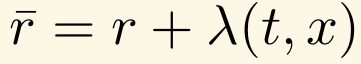 r̄ = r + λ(t, x)